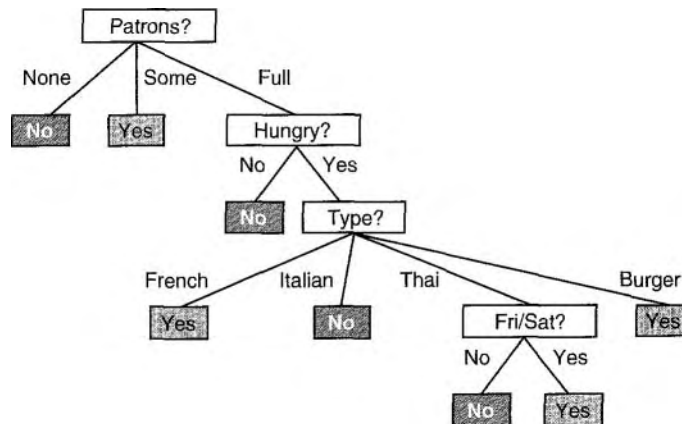 Patrons?
None Some Full
No Yes Hungry?
No Yes
No Type?
French Italian Thai Burger
Yes No Fri/Sat? Yes
No Yes
No Yes